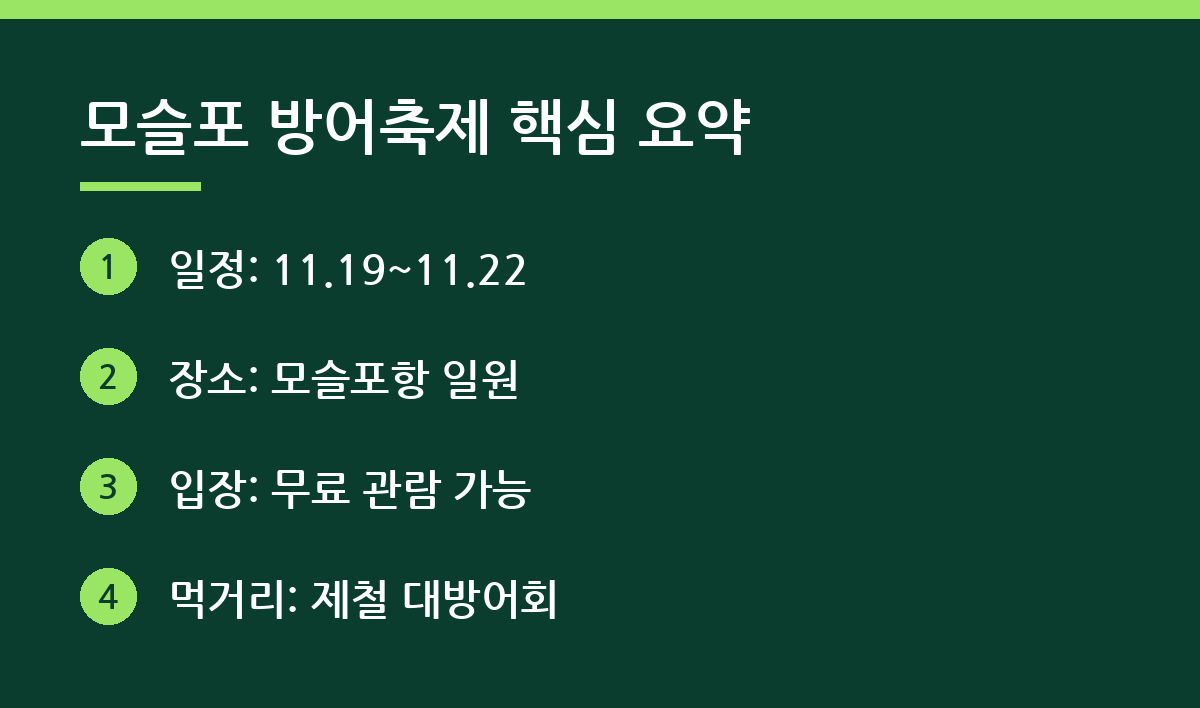 모슬포 방어축제 핵심 요약
1 일정: 11.19~11.22
2 장소: 모슬포항 일원
3 입장: 무료 관람 가능
4 먹거리: 제철 대방어회